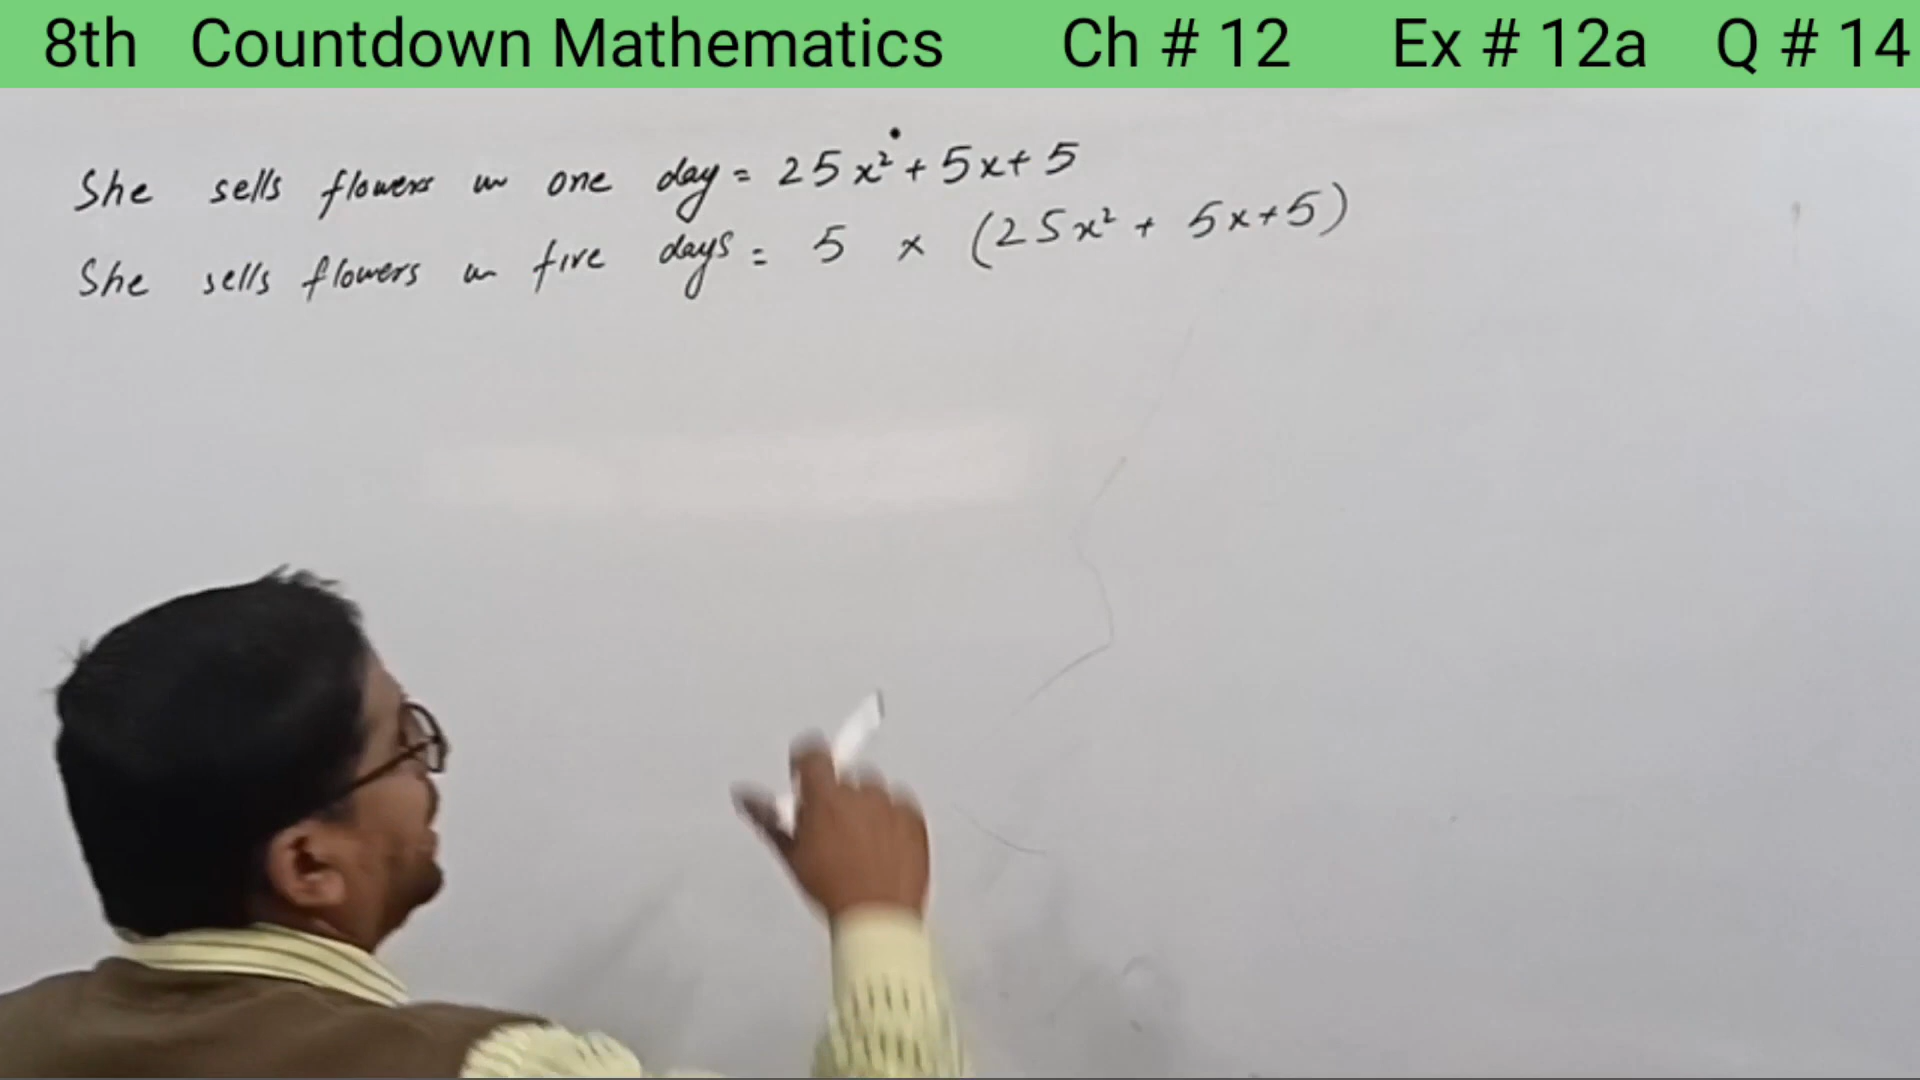 8th Countdown Mathematics Ch # 12 Ex # 12a Q # 14
She sells flowers in one day = 25x² + 5x + 5
She sells flowers in five days = 5 × (25x² + 5x + 5)